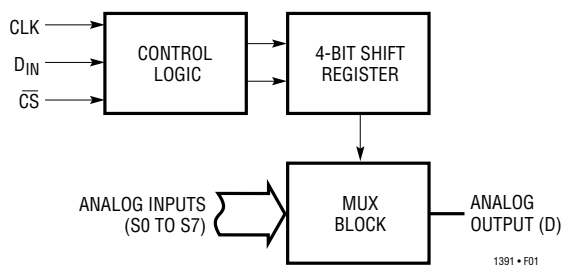 CLK
DIN
CS
CONTROL
LOGIC
4-BIT SHIFT
REGISTER
ANALOG INPUTS
(S0 TO S7)
MUX
BLOCK
ANALOG
OUTPUT (D)
1391 • F01